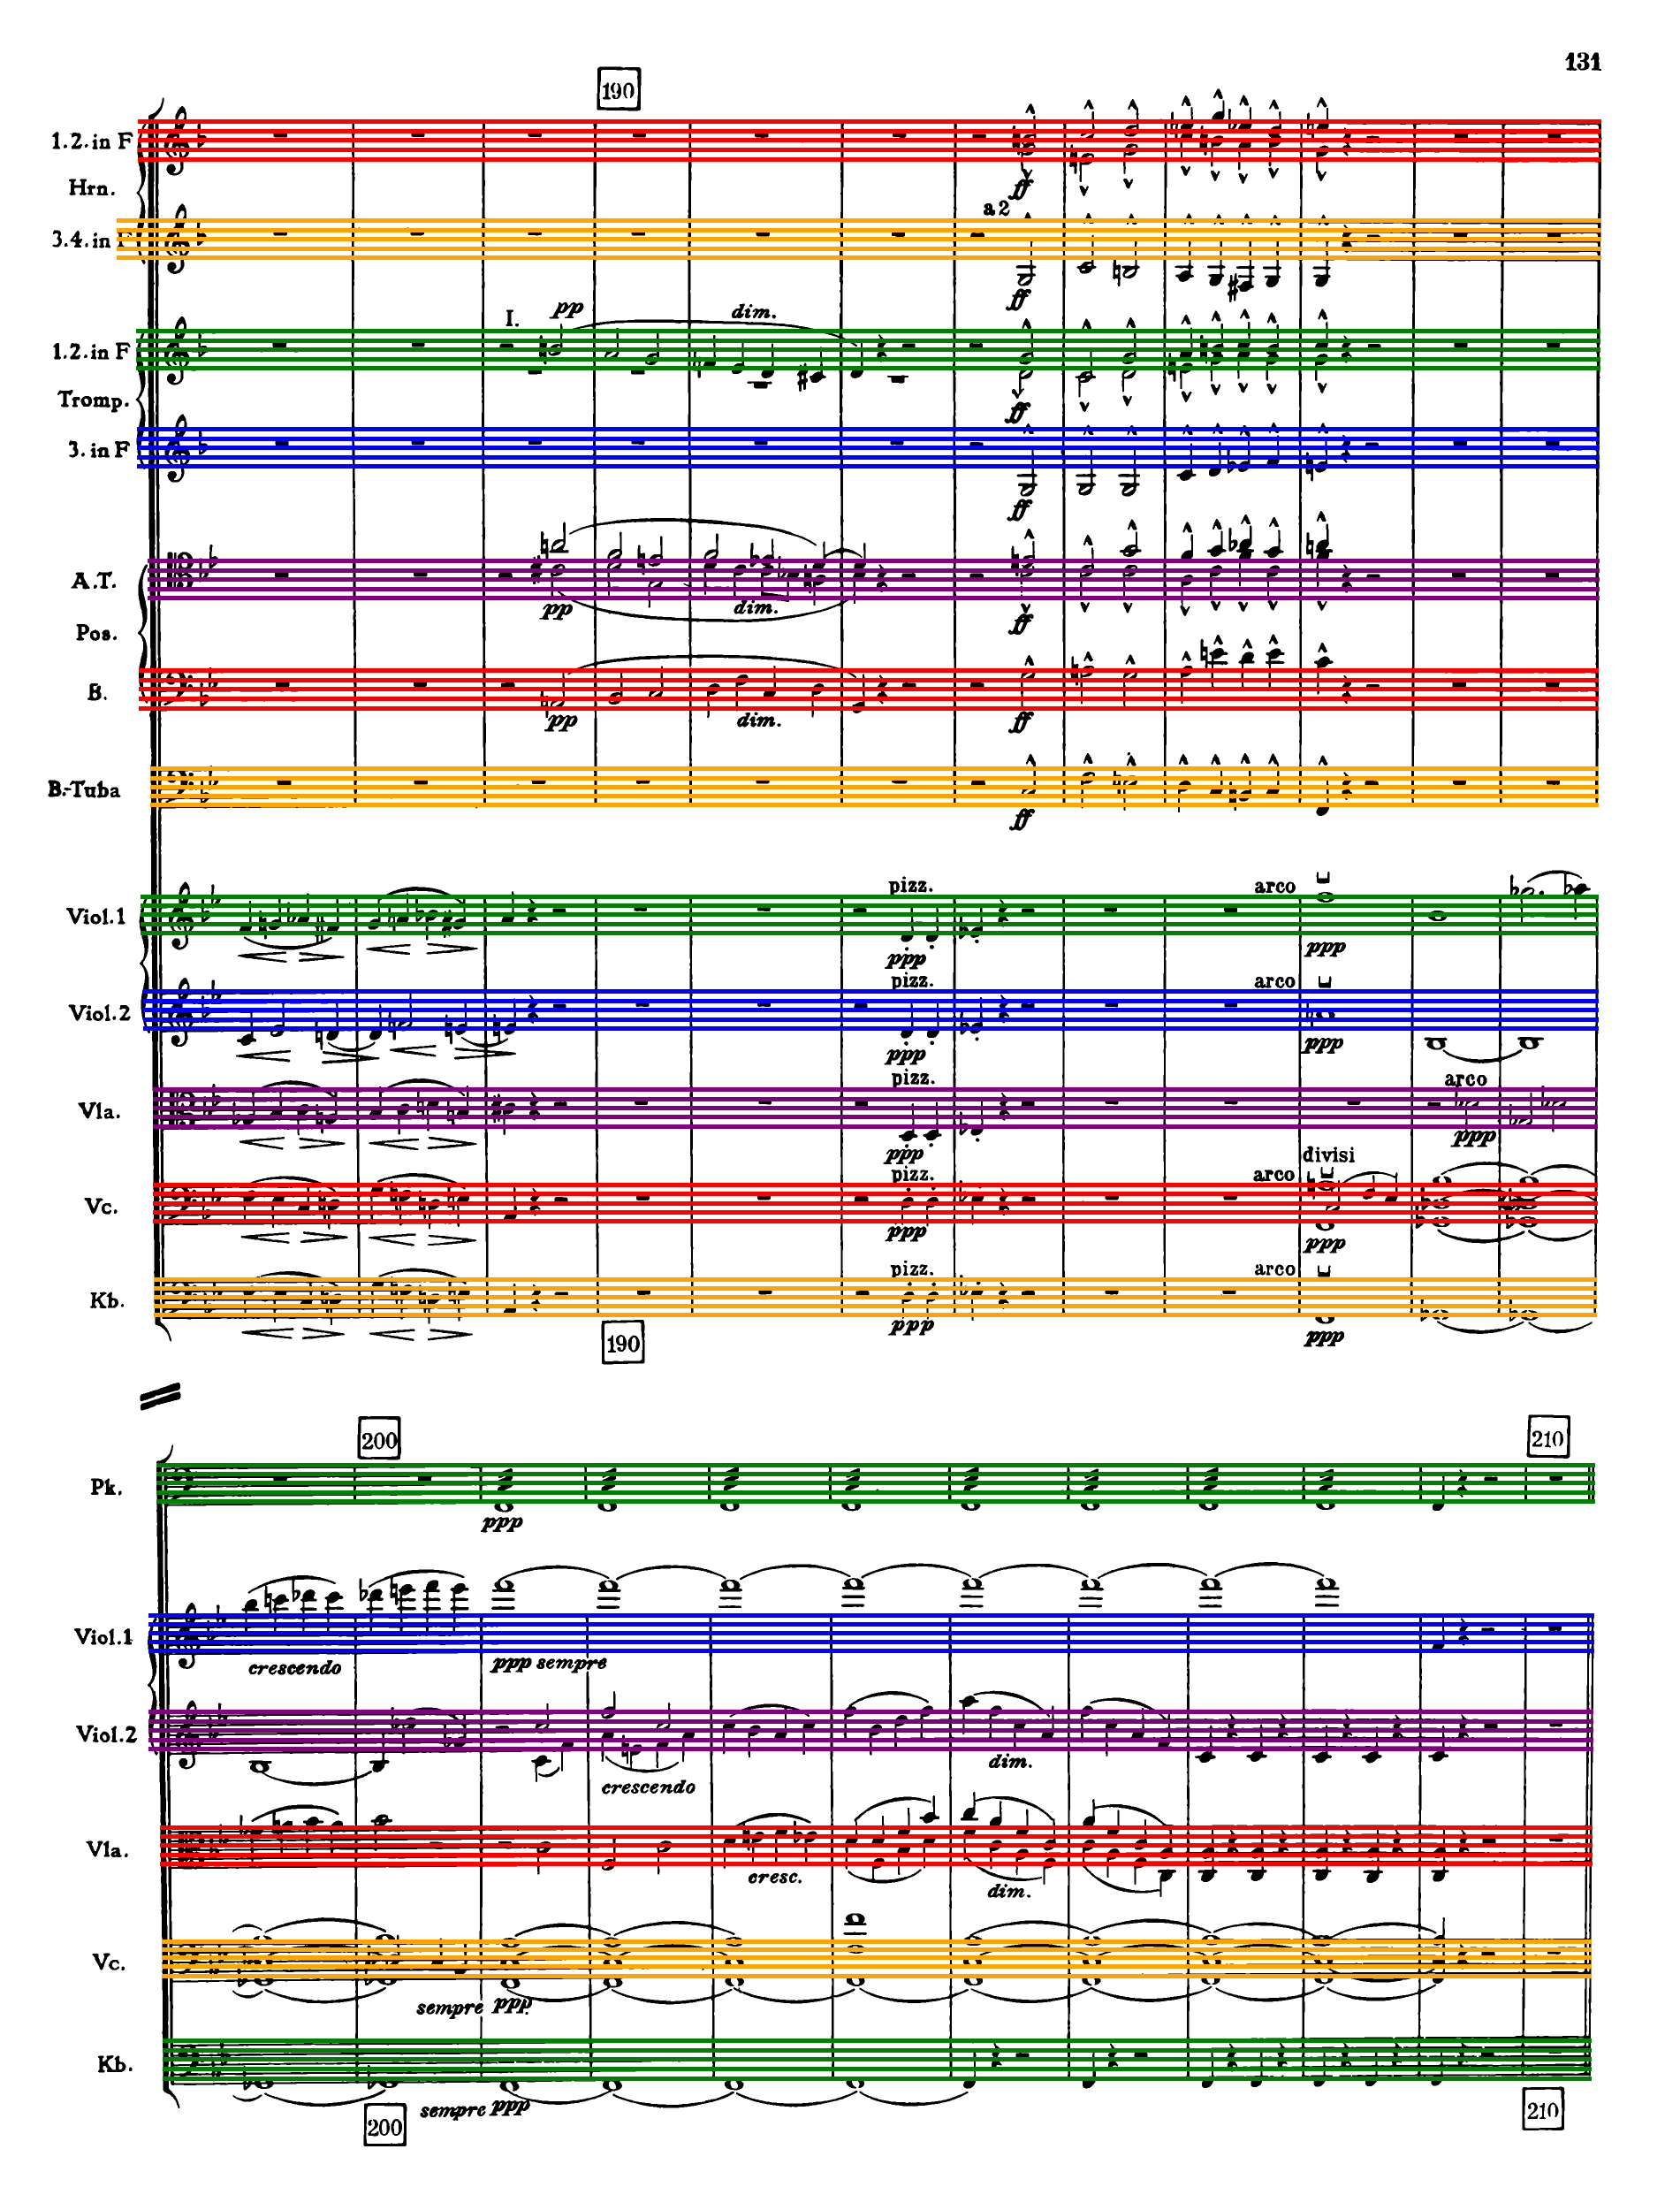 131
190
1.2. in F
Hrn.
a 2
ff
3.4. in F
ff
I.
pp
dim.
1.2. in F
Tromp.
ff
3. in F
ff
A.T.
pp
dim.
ff
Pos.
B.
pp
dim.
ff
B.-Tuba
ff
pizz.
arco
Viol.1
ppp
ppp
pizz.
arco
Viol.2
ppp
ppp
pizz.
arco
Vla.
ppp
ppp
divisi
pizz.
arco
Vc.
ppp
ppp
pizz.
arco
Kb.
ppp
ppp
190
200
210
Pk.
ppp
Viol.1
crescendo
ppp sempre
Viol.2
dim.
crescendo
Vla.
cresc.
dim.
Vc.
sempre ppp
Kb.
sempre ppp
200
210